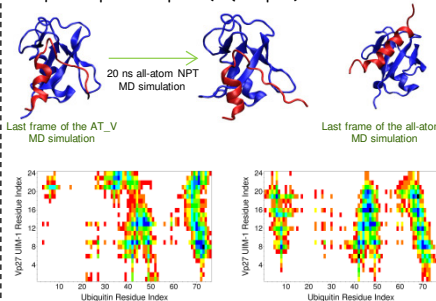 20 ns all-atom NPT
MD simulation
Last frame of the AT_V
MD simulation
Last frame of the all-ator
MD simulation
Vp27 UIM-1 Residue Index
24
20
16
12
8
4
10 20 30 40 50 60 70
Ubiquitin Residue Index
Vp27 UIM-1 Residue Index
24
20
16
12
8
4
10 20 30 40 50 60 70
Ubiquitin Residue Index